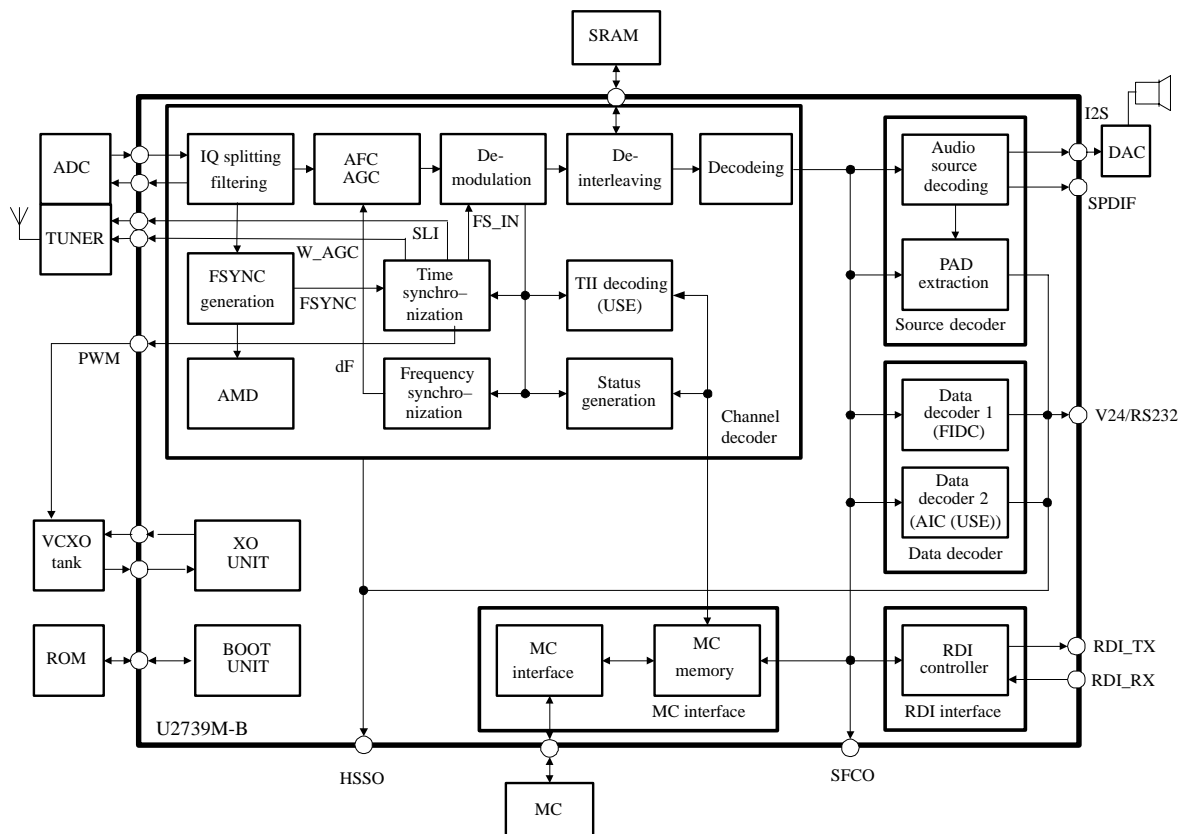 SRAM
I2S
ADC
IQ splitting
filtering
AFC
AGC
De-
modulation
De-
interleaving
Decodeing
Audio
source
decoding
DAC
SPDIF
TUNER
SLI
FS_IN
W_AGC
FSYNC
generation
FSYNC
Time
synchro–
nization
TII decoding
(USE)
PAD
extraction
Source decoder
PWM
AMD
dF
Frequency
synchro–
nization
Status
generation
Channel
decoder
Data
decoder 1
(FIDC)
V24/RS232
Data
decoder 2
(AIC (USE))
Data decoder
VCXO
tank
XO
UNIT
ROM
BOOT
UNIT
MC
interface
MC
memory
MC interface
RDI
controller
RDI interface
RDI_TX
RDI_RX
U2739M-B
HSSO
MC
SFCO